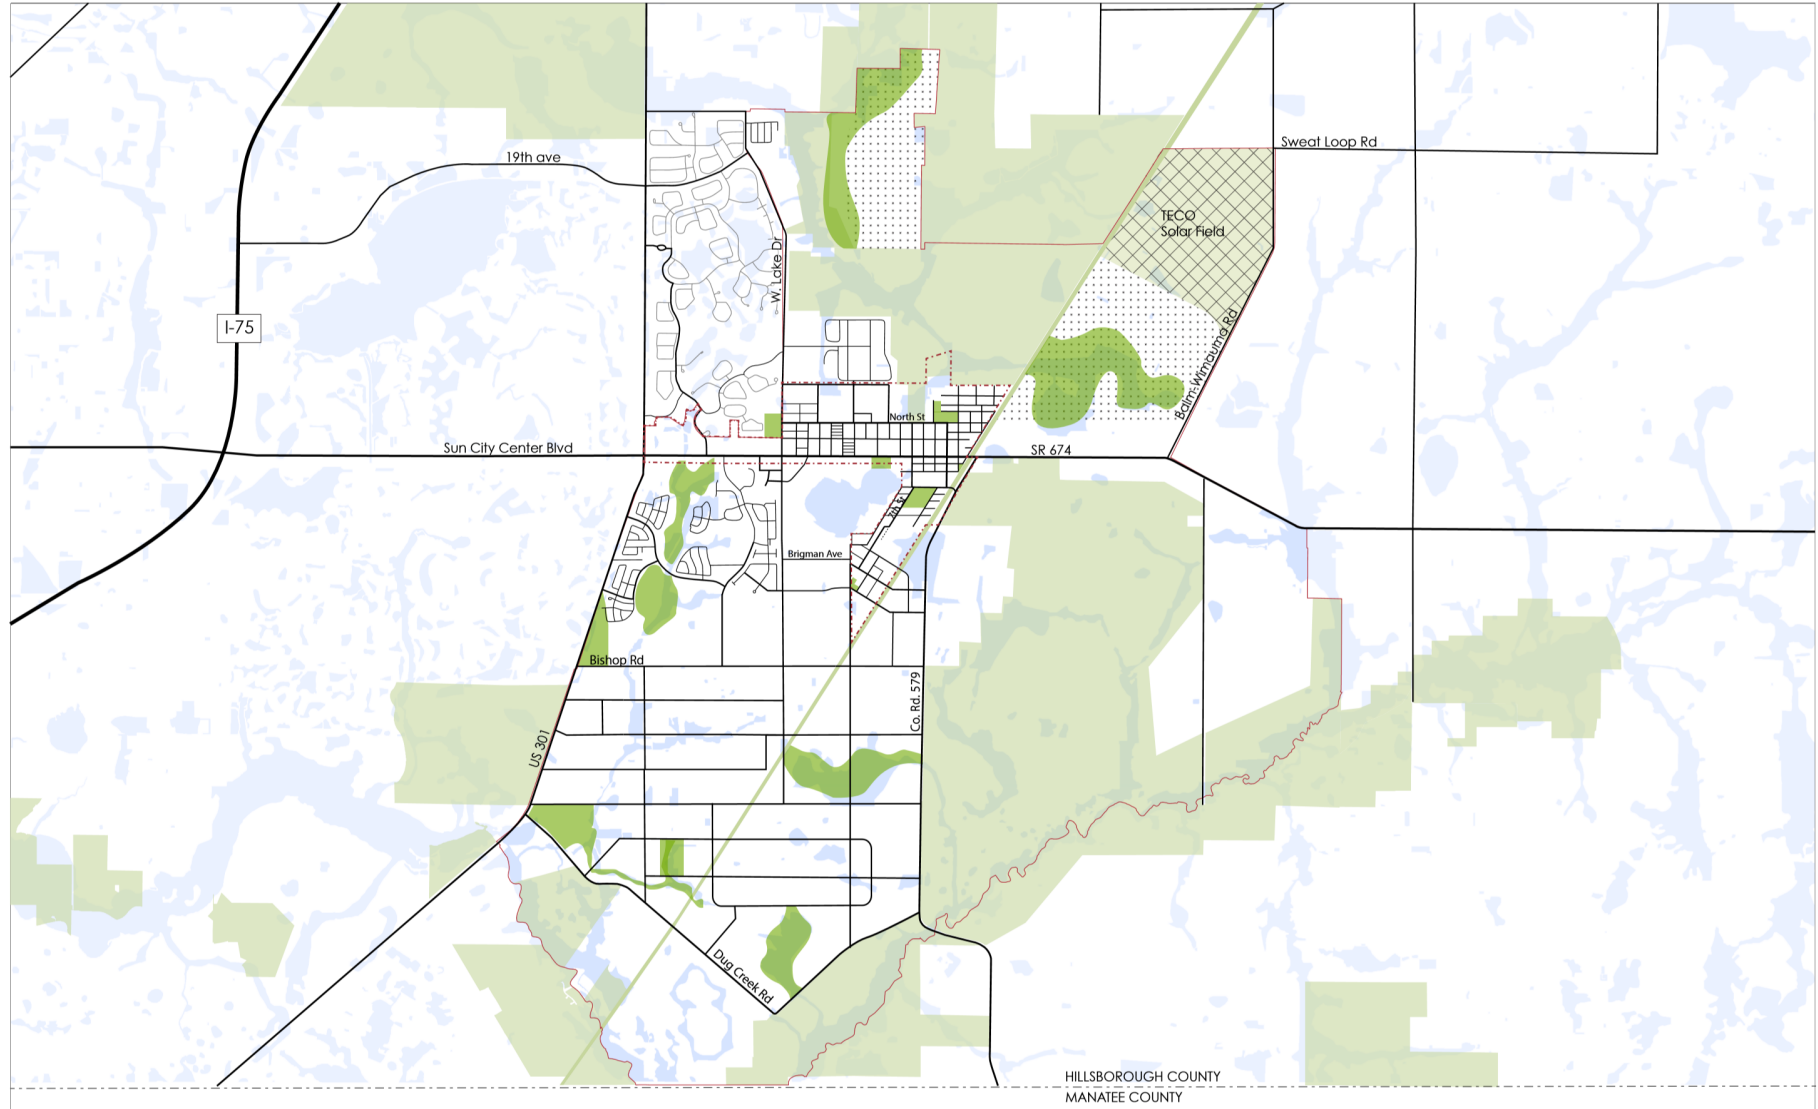 Sweat Loop Rd
19th ave
TECO
Solar Field
W. Lake Dr
I-75
Balm-Wimauma Rd
North St
Sun City Center Blvd
SR 674
7th St
Brigman Ave
Bishop Rd
Co. Rd. 579
US 301
Dug Creek Rd
HILLSBOROUGH COUNTY
MANATEE COUNTY